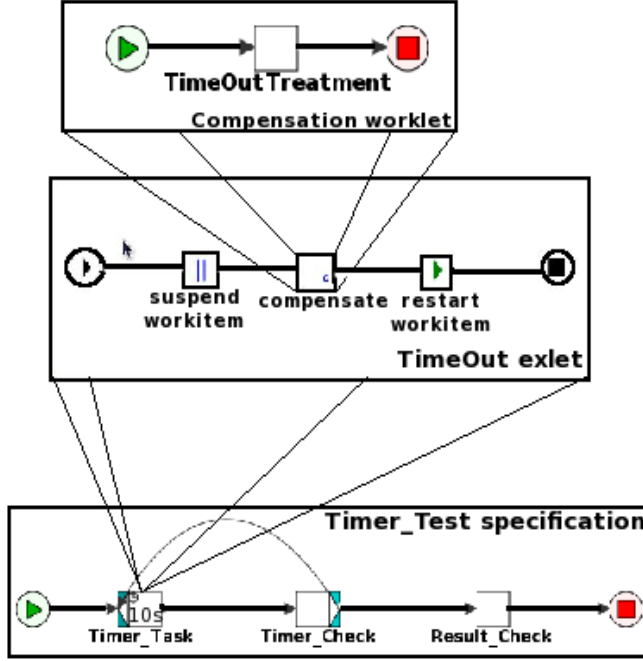 TimeOutTreatment
Compensation worklet
suspend
workitem
compensate
c
restart
workitem
TimeOut exlet
Timer_Test specification
10s
Timer_Task
Timer_Check
Result_Check